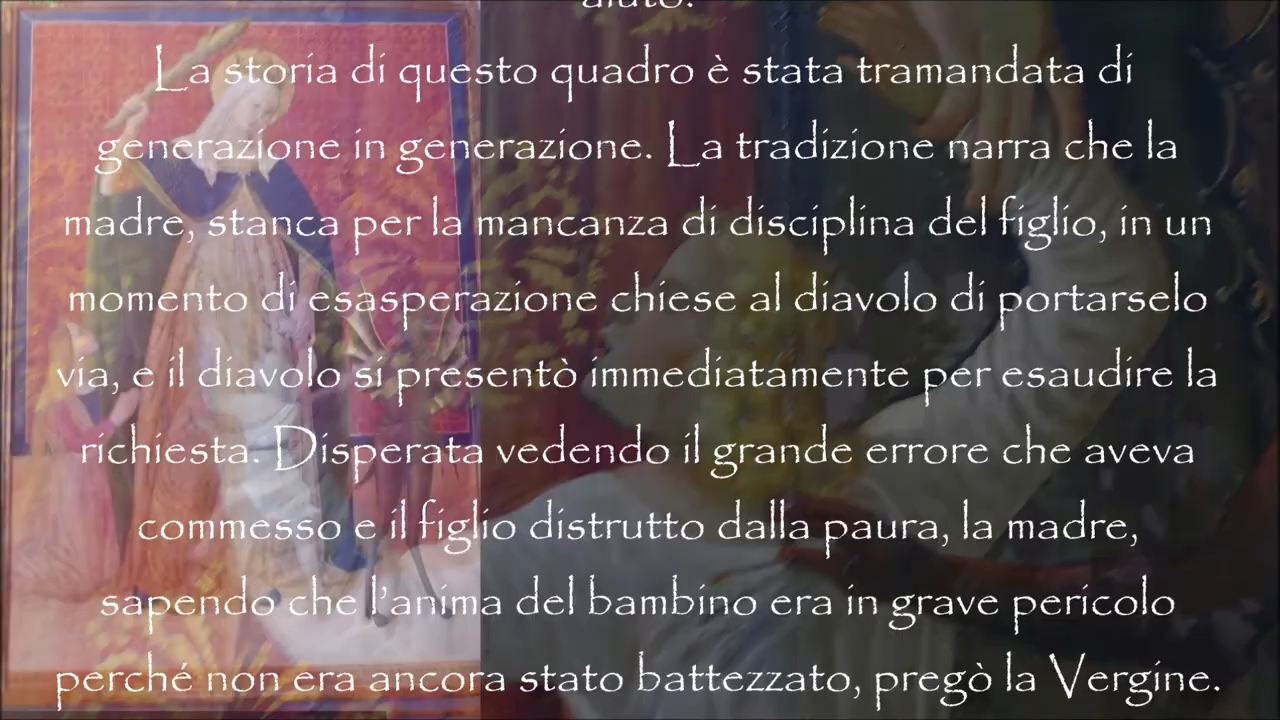 aiuto.
La storia di questo quadro è stata tramandata di
generazione in generazione. La tradizione narra che la
madre, stanca per la mancanza di disciplina del figlio, in un
momento di esasperazione chiese al diavolo di portarselo
via, e il diavolo si presentò immediatamente per esaudire la
richiesta. Disperata vedendo il grande errore che aveva
commesso e il figlio distrutto dalla paura, la madre,
sapendo che l'anima del bambino era in grave pericolo
perché non era ancora stato battezzato, pregò la Vergine.